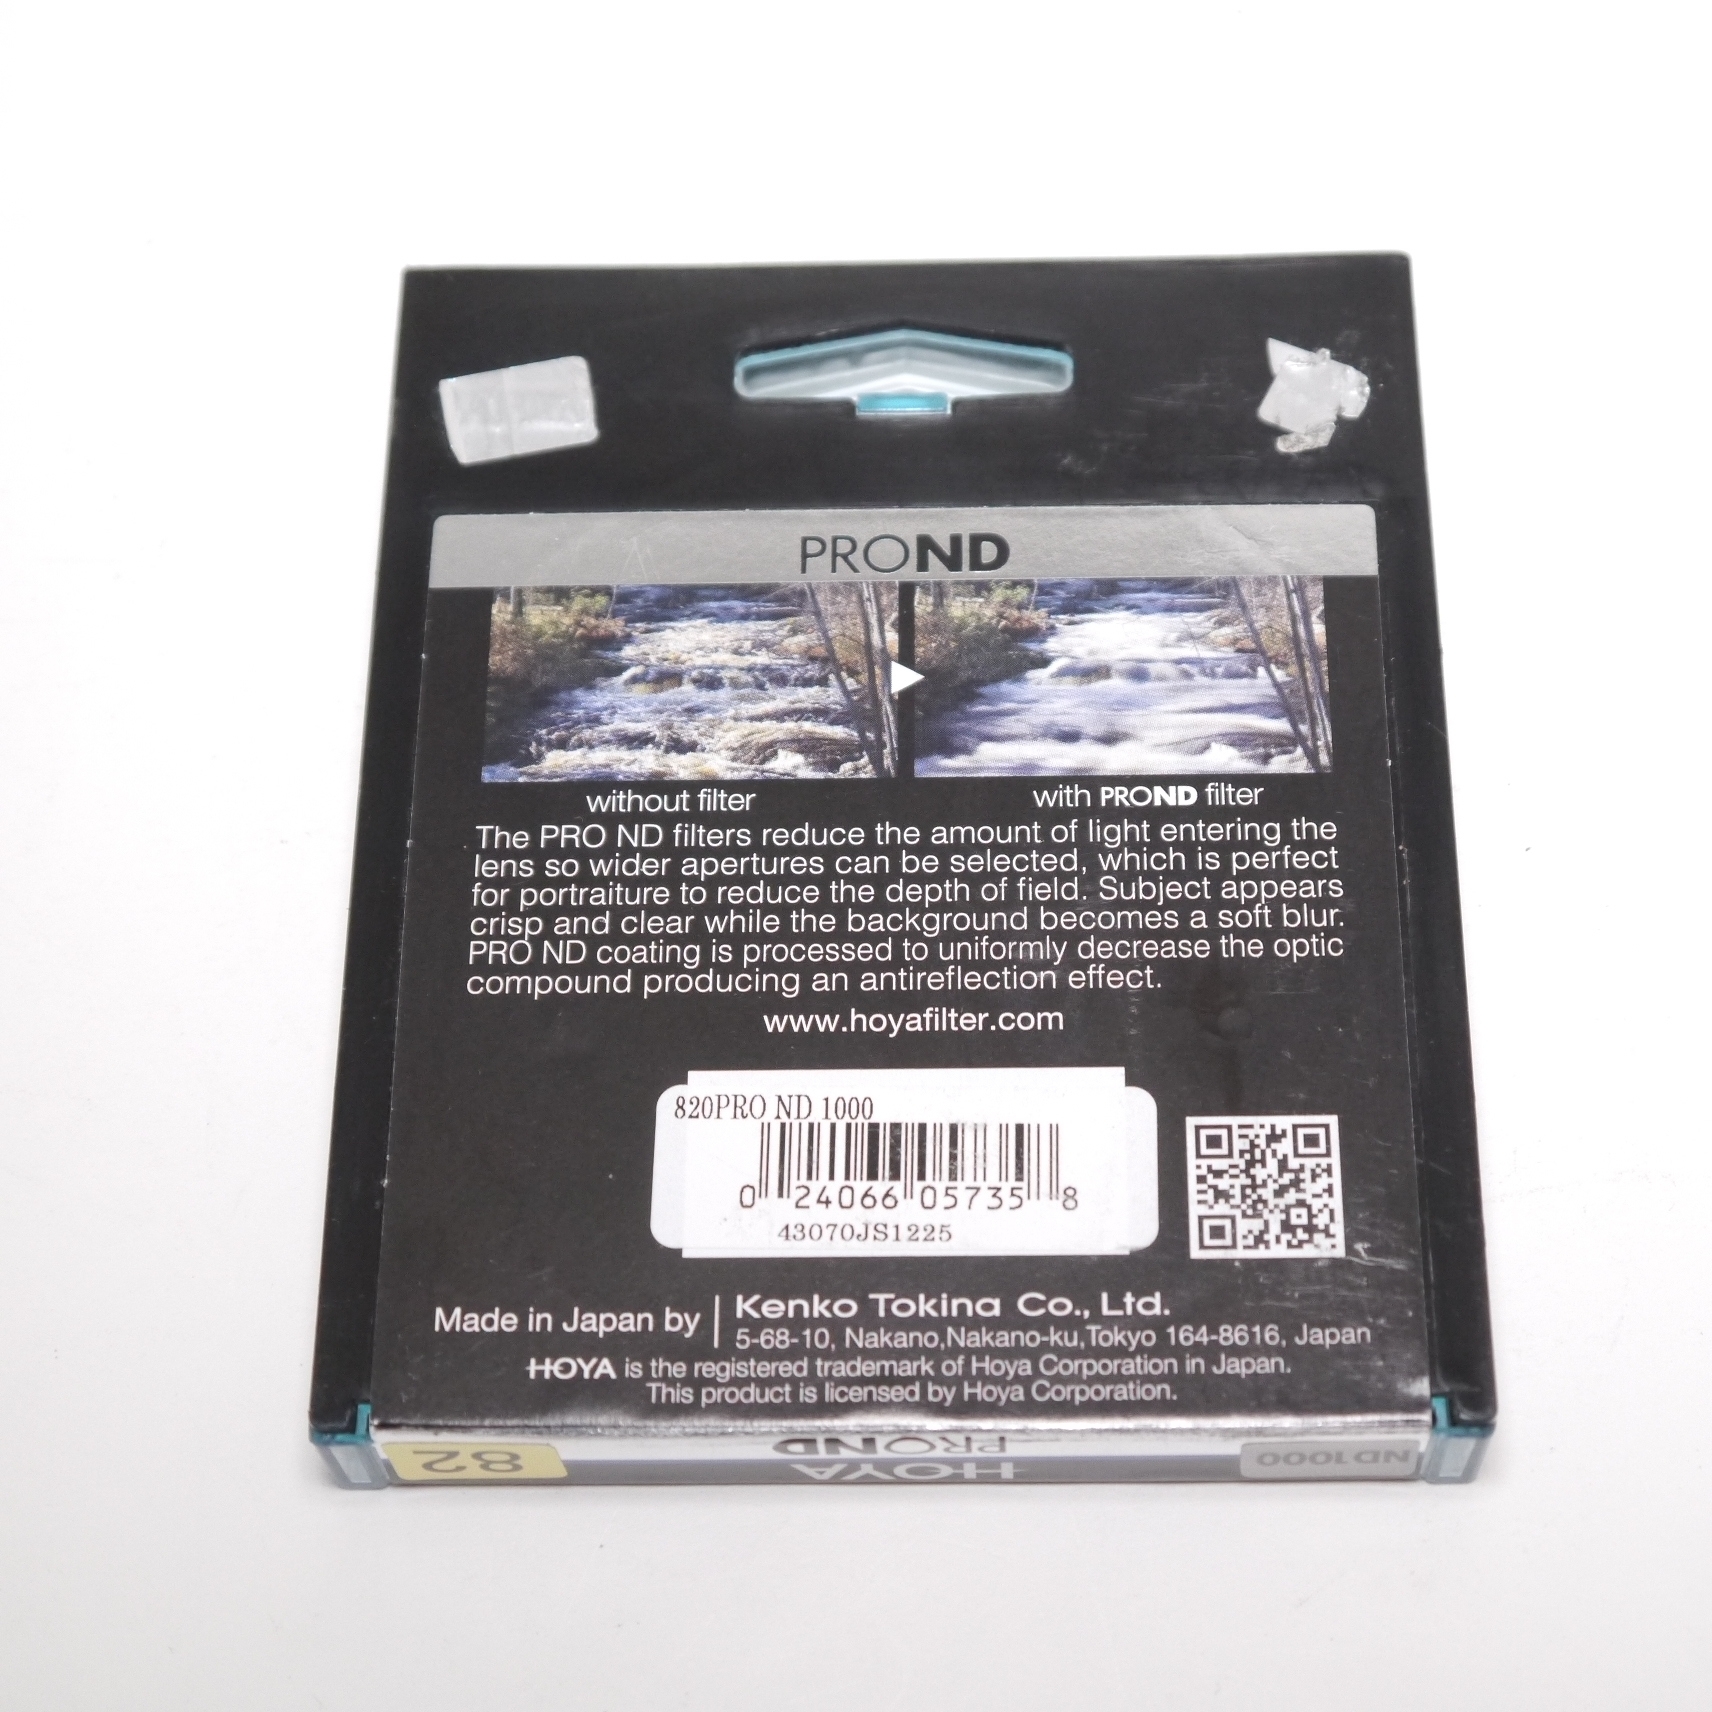 PROND
without filter
with PROND filter
The PRO ND filters reduce the amount of light entering the
lens so wider apertures can be selected, which is perfect
for portraiture to reduce the depth of field. Subject appears
crisp and clear while the background becomes a soft blur.
PRO ND coating is processed to uniformly decrease the optic
compound producing an antireflection effect.
www.hoyafilter.com
820PRO ND 1000
0 24066 05735 8
43070JS1225
Made in Japan by
Kenko Tokina Co., Ltd.
5-68-10, Nakano,Nakano-ku,Tokyo 164-8616, Japan
HOYA is the registered trademark of Hoya Corporation in Japan.
This product is licensed by Hoya Corporation.
82
PROND
HOYA
ND1000